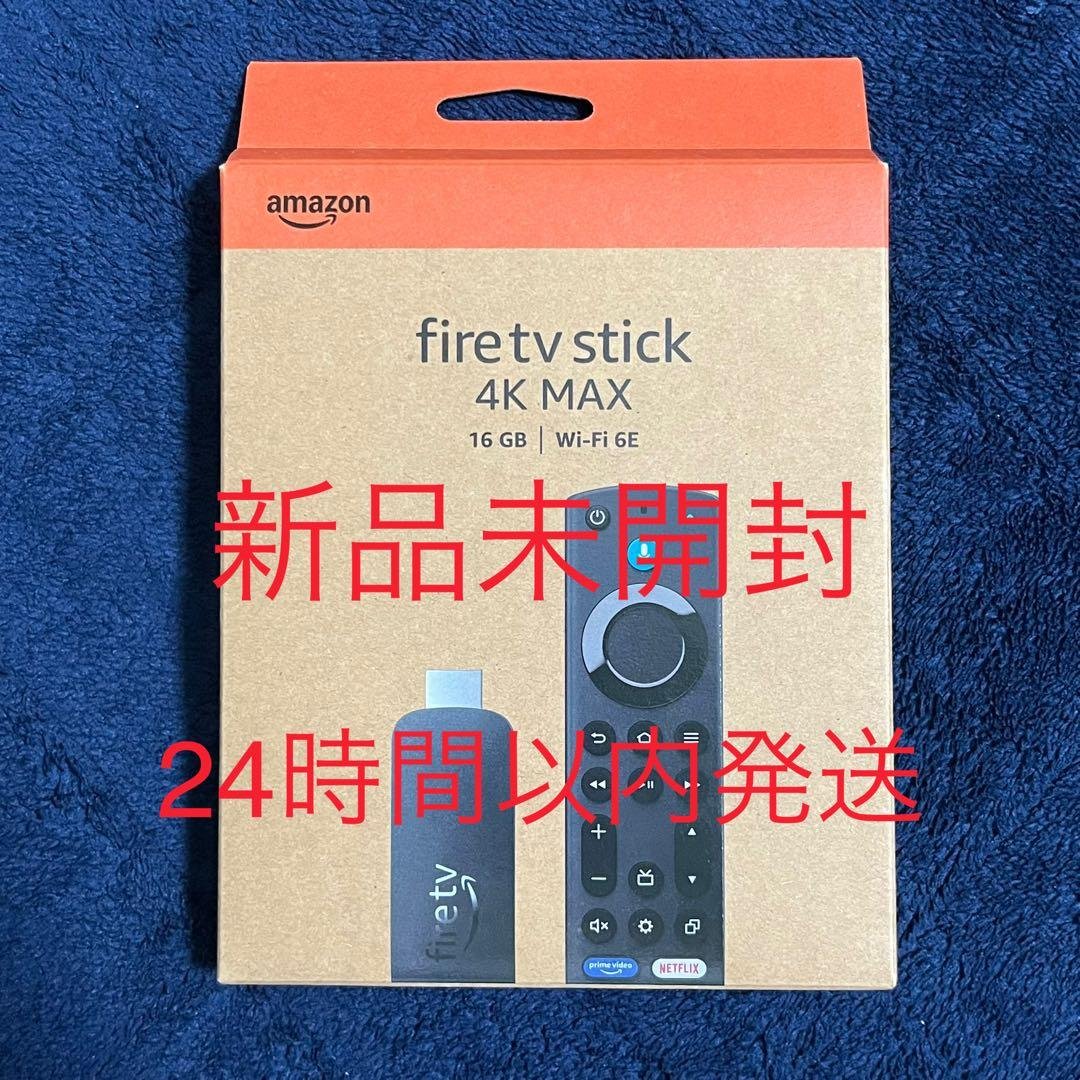 amazon
fire tv stick
4K MAX
16 GB | Wi-Fi 6E
新品未開封
24時間以内発送
fire tv
prime video
NETFLIX